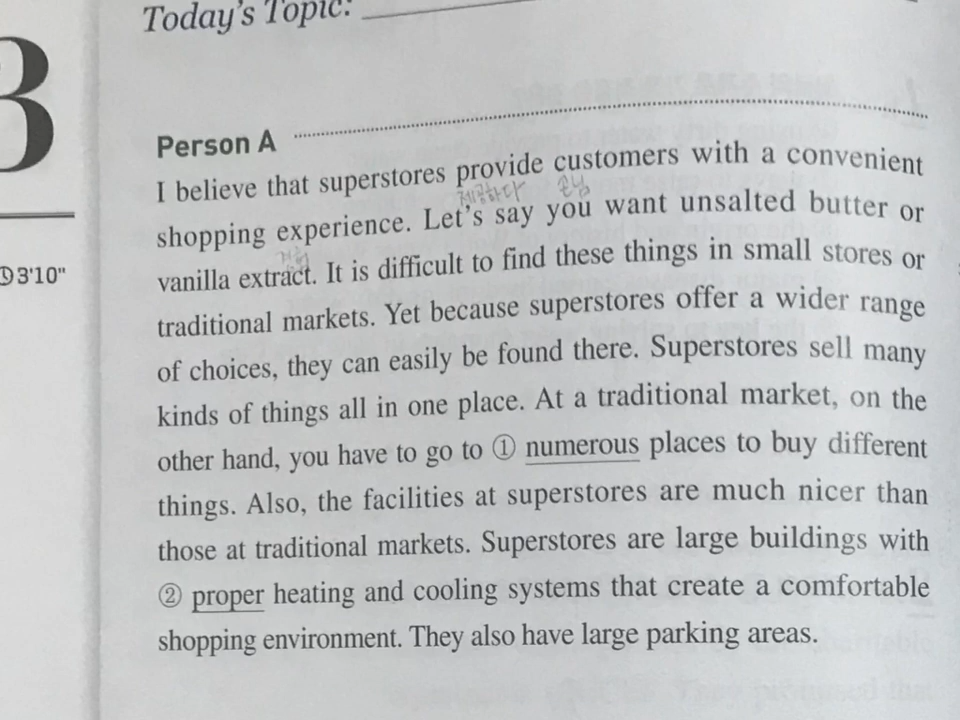 Today's Topic:
3
Person A
I believe that superstores provide customers with a convenient
제공하다 손님
shopping experience. Let's say you want unsalted butter or
vanilla extract. It is difficult to find these things in small stores or
traditional markets. Yet because superstores offer a wider range
of choices, they can easily be found there. Superstores sell many
kinds of things all in one place. At a traditional market, on the
other hand, you have to go to ① numerous places to buy different
things. Also, the facilities at superstores are much nicer than
those at traditional markets. Superstores are large buildings with
② proper heating and cooling systems that create a comfortable
shopping environment. They also have large parking areas.
3'10"